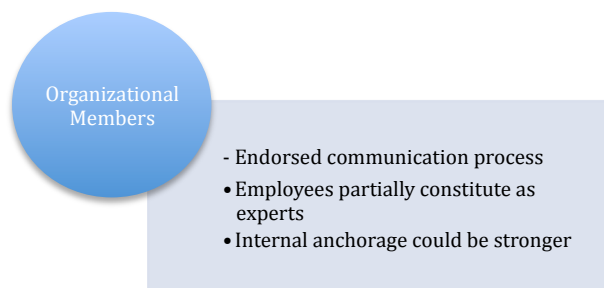 Organizational
Members
- Endorsed communication process
•Employees partially constitute as
experts
•Internal anchorage could be stronger